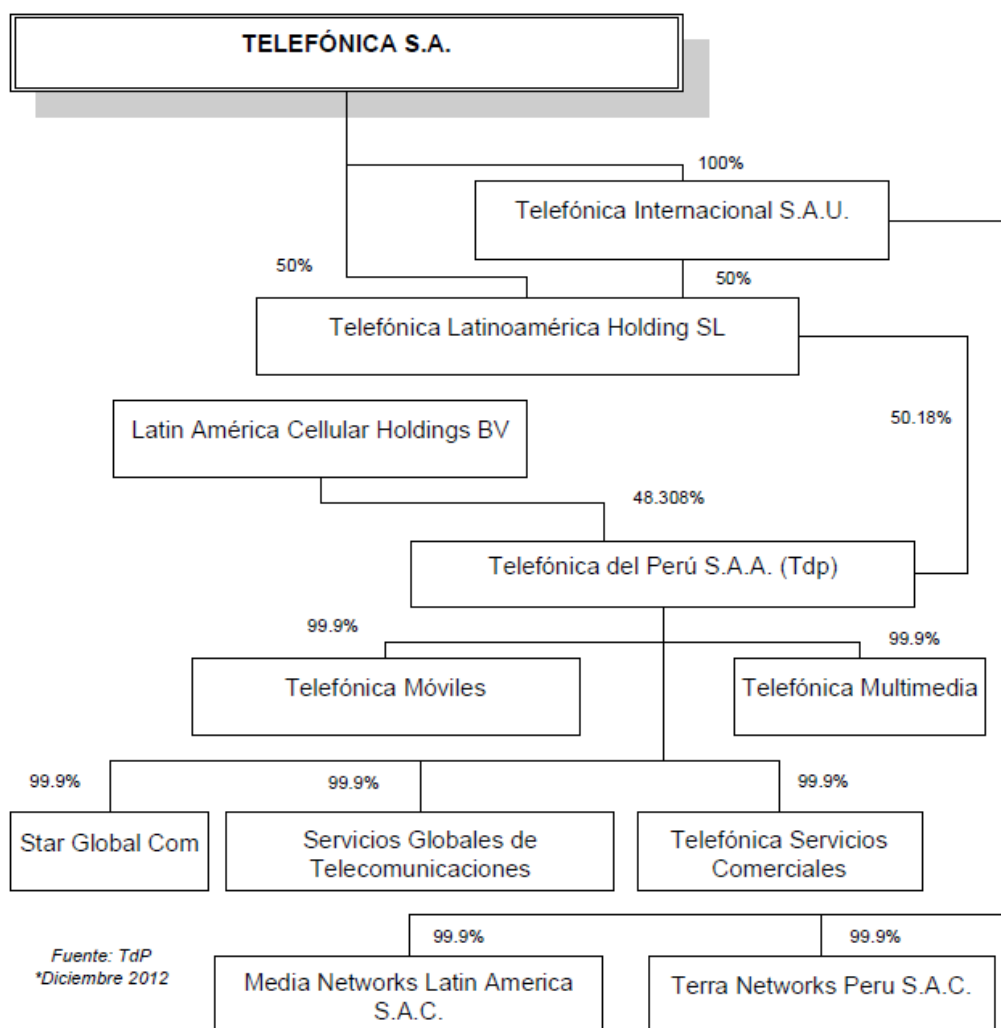 TELEFÓNICA S.A.
100%
Telefónica Internacional S.A.U.
50%
50%
Telefónica Latinoamérica Holding SL
Latin América Cellular Holdings BV
50.18%
48.308%
Telefónica del Perú S.A.A. (Tdp)
99.9%
99.9%
Telefónica Móviles
Telefónica Multimedia
99.9%
99.9%
99.9%
Star Global Com
Servicios Globales de
Telecomunicaciones
Telefónica Servicios
Comerciales
99.9%
99.9%
Fuente: TdP
*Diciembre 2012
Media Networks Latin America
S.A.C.
Terra Networks Peru S.A.C.